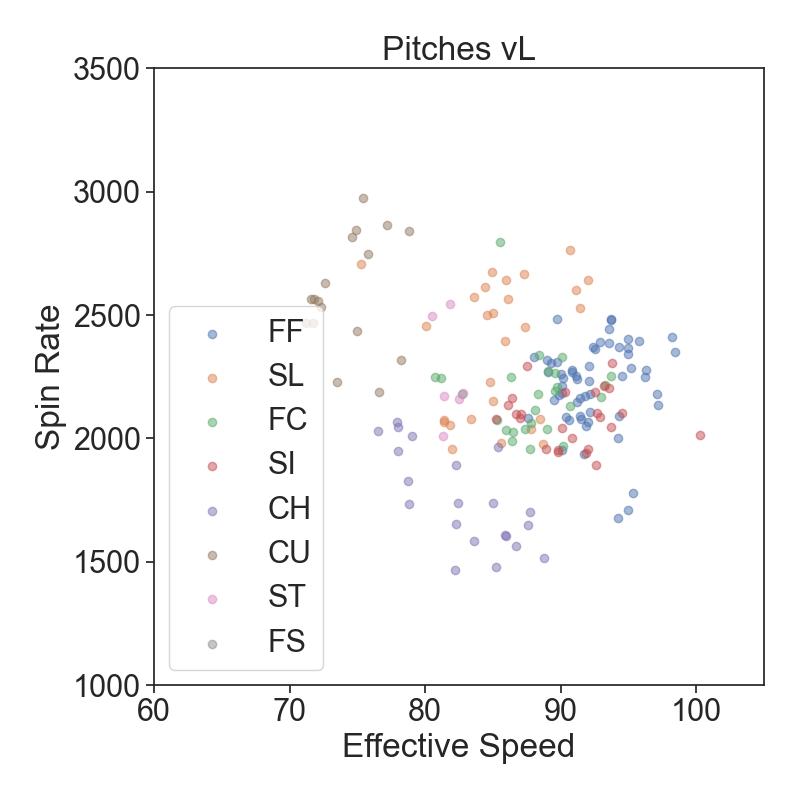 Pitches vL
3500
3000
2500
2000
1500
1000
Spin Rate
FF
SL
FC
SI
CH
CU
ST
FS
60 70 80 90 100
Effective Speed